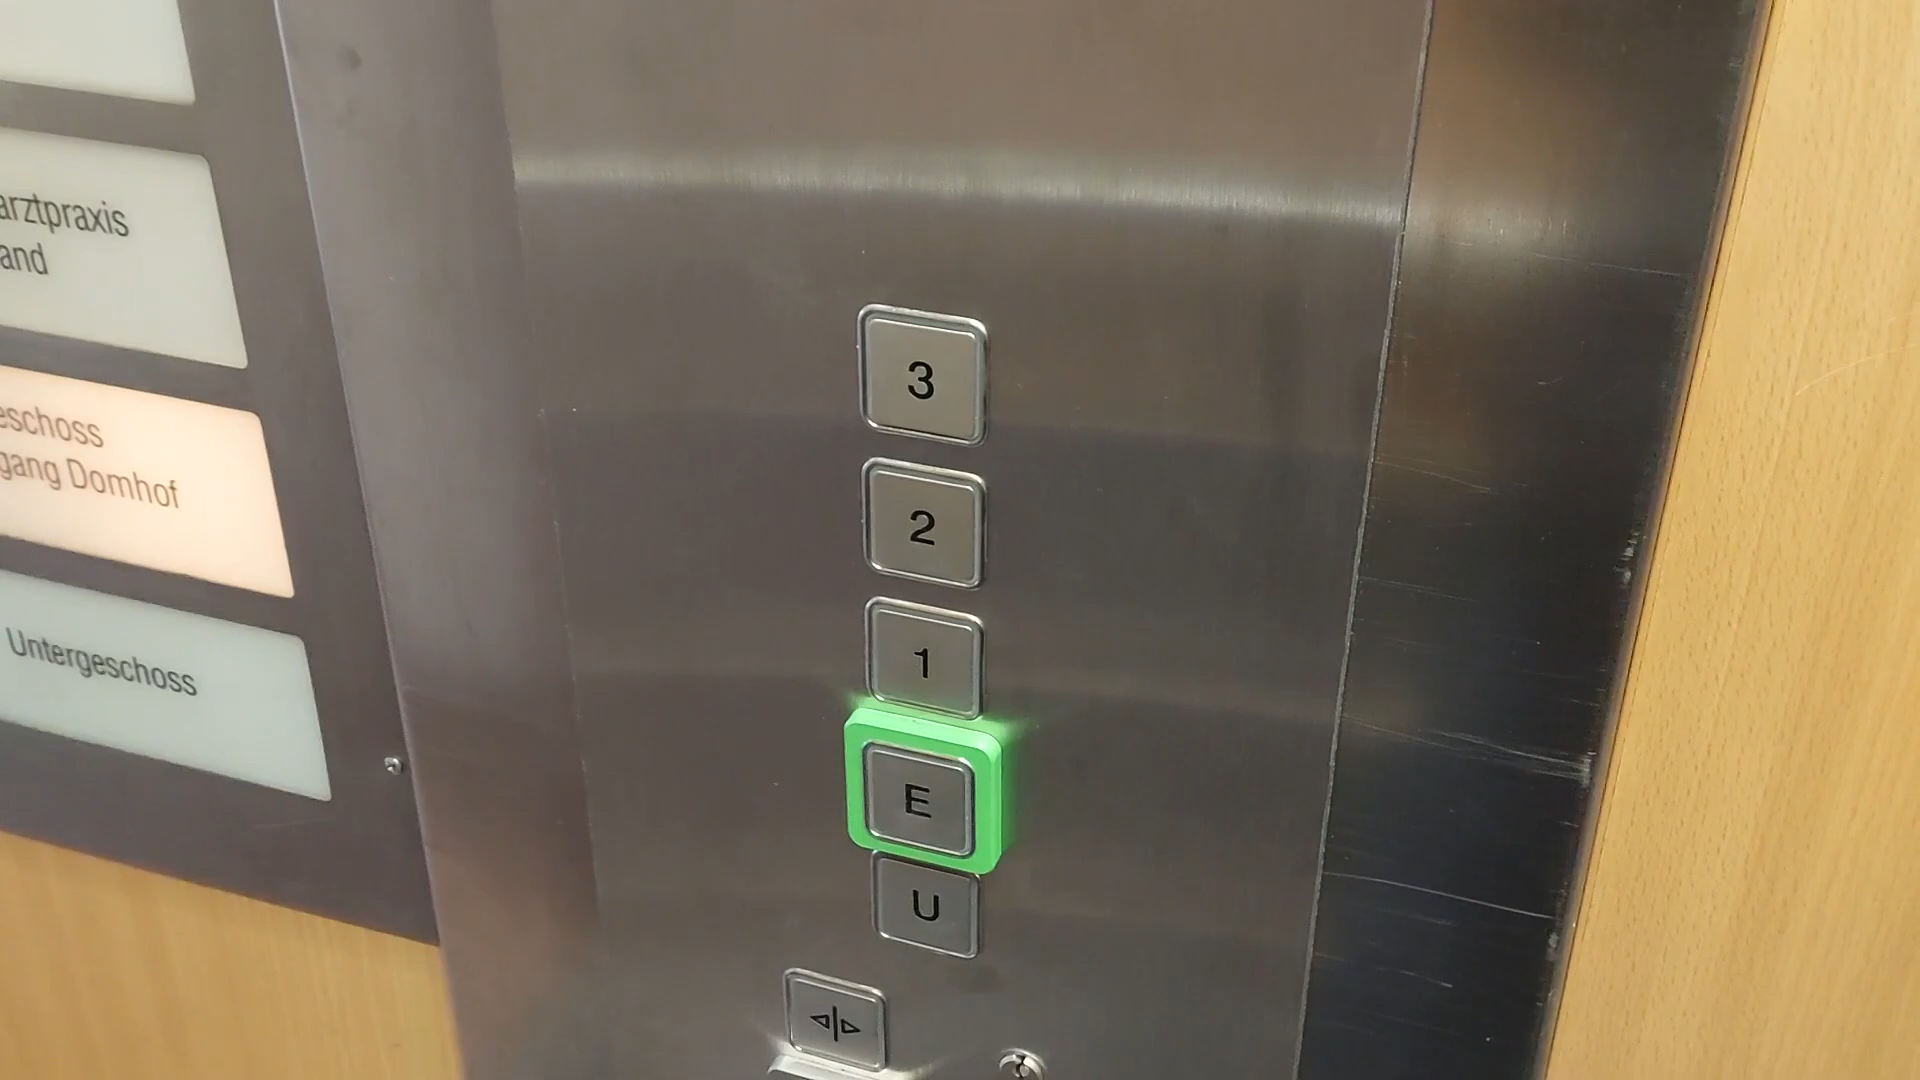 arztpraxis
and
eschoss
gang Domhof
Untergeschoss
3
2
1
E
U